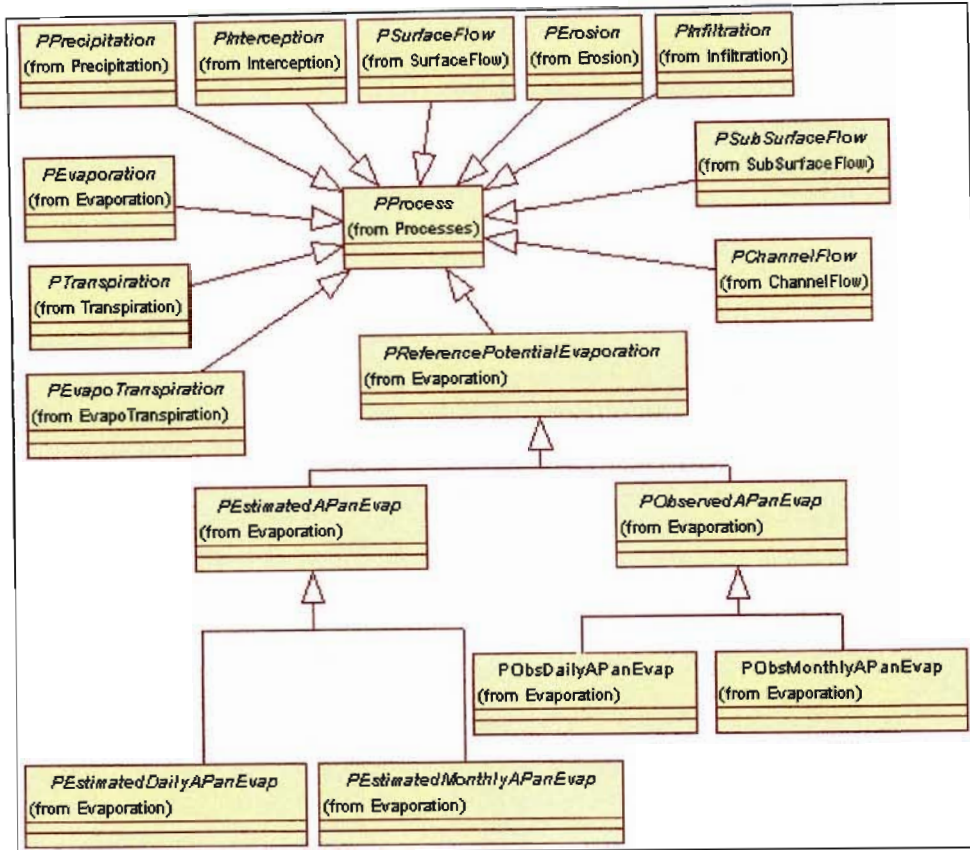 PPrecipitation
(from Precipitation)
PInterception
(from Interception)
PSurfaceFlow
(from SurfaceFlow)
PErosion
(from Erosion)
PInfiltration
(from Infiltration)
PSubSurfaceFlow
(from SubSurfaceFlow)
PEvaporation
(from Evaporation)
PProcess
(from Processes)
PChannelFlow
(from ChannelFlow)
PTranspiration
(from Transpiration)
PReferencePotentialEvaporation
(from Evaporation)
PEvapoTranspiration
(from EvapoTranspiration)
PEstimatedAPanEvap
(from Evaporation)
PObservedAPanEvap
(from Evaporation)
PObsDailyAPanEvap
(from Evaporation)
PObsMonthlyAPanEvap
(from Evaporation)
PEstimatedDailyAPanEvap
(from Evaporation)
PEstimatedMonthlyAPanEvap
(from Evaporation)